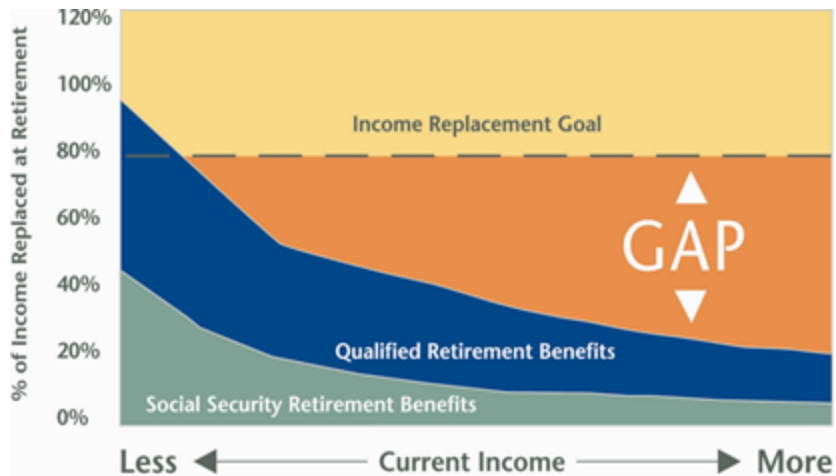 % of Income Replaced at Retirement
120%
100%
80%
60%
40%
20%
0%
Income Replacement Goal
GAP
Qualified Retirement Benefits
Social Security Retirement Benefits
Less Current Income More